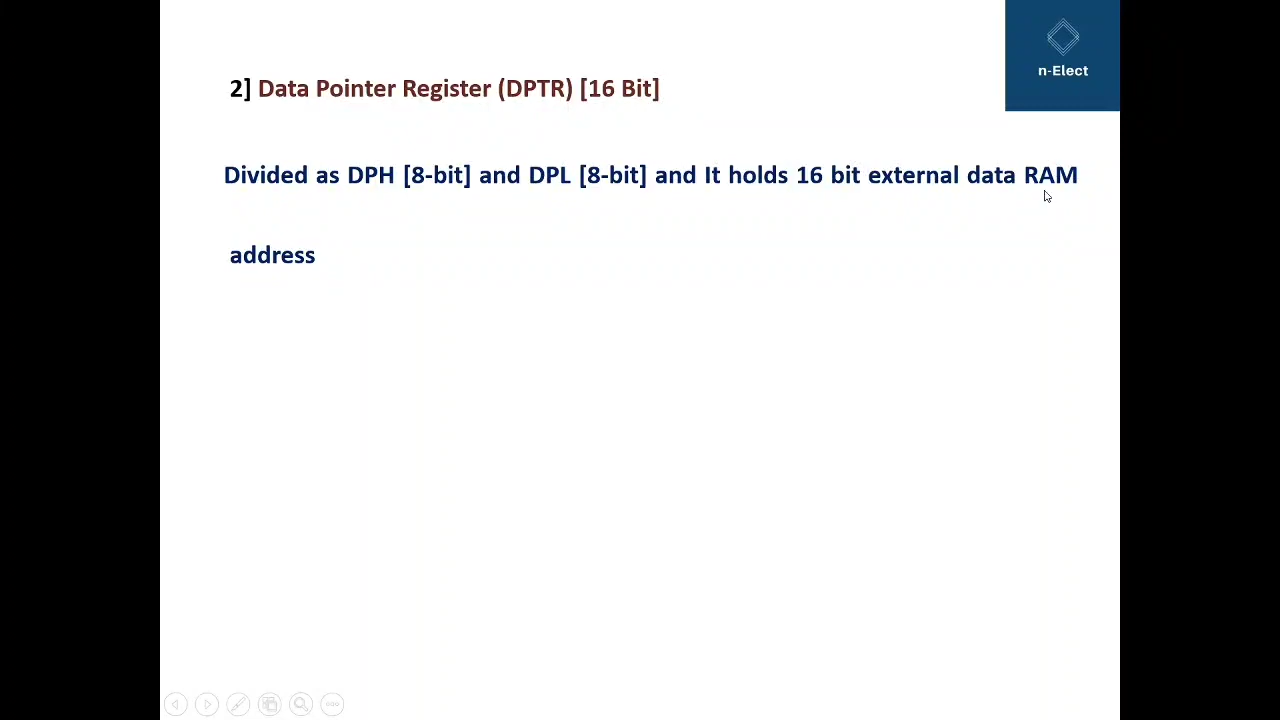 n-Elect
2] Data Pointer Register (DPTR) [16 Bit]
Divided as DPH [8-bit] and DPL [8-bit] and It holds 16 bit external data RAM
address